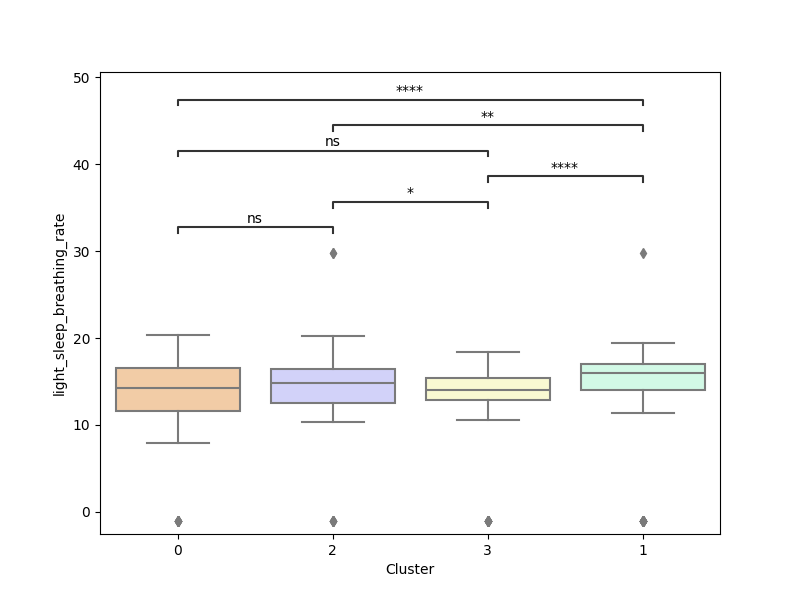 50
****
**
ns
40
****
*
ns
30
20
10
0
light_sleep_breathing_rate
0 2 3 1
Cluster